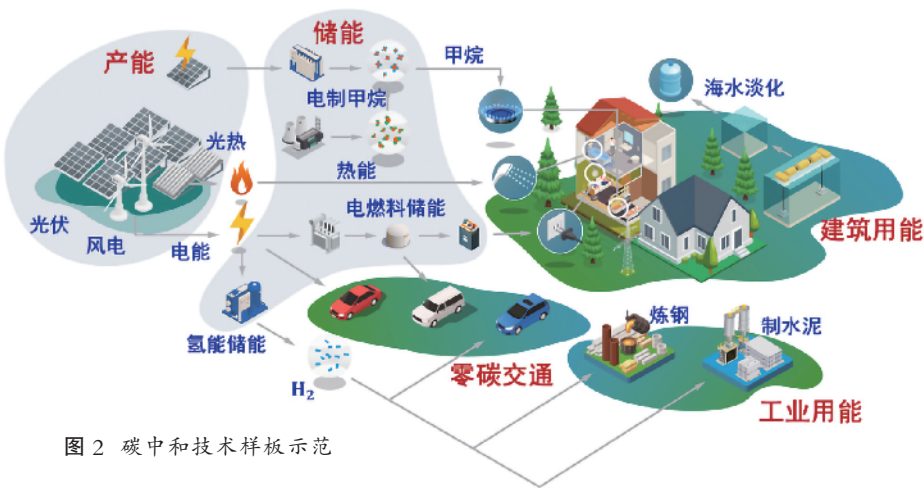 产能
储能
甲烷
海水淡化
电制甲烷
光热
热能
电燃料储能
光伏
风电
电能
建筑用能
氢能储能
炼钢
制水泥
零碳交通
H₂
工业用能
图 2 碳中和技术样板示范